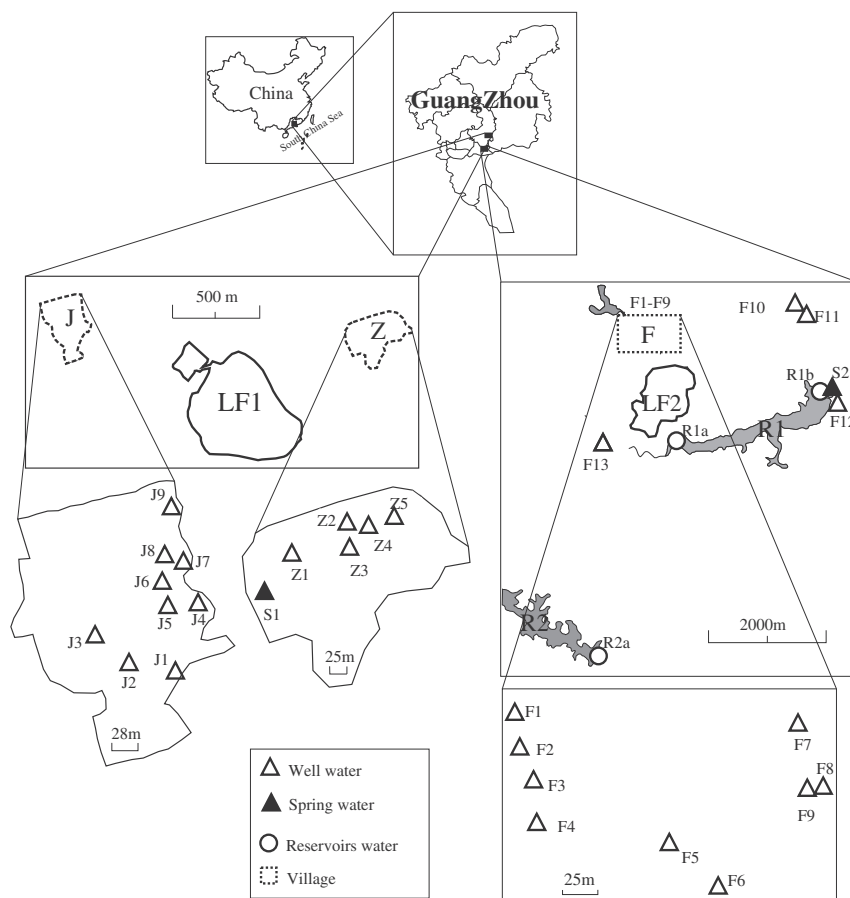 China
South China Sea
GuangZhou
J
500 m
Z
LF1
F1-F9
F
F10
F11
R1b
S2
LF2
R1a
R1
F12
F13
R2
R2a
2000m
J9
J8
J7
J6
J5
J4
J3
J2
J1
28m
Z5
Z2
Z4
Z1
Z3
S1
25m
F1
F2
F3
F4
F5
F6
F7
F8
F9
25m
Well water
Spring water
Reservoirs water
Village